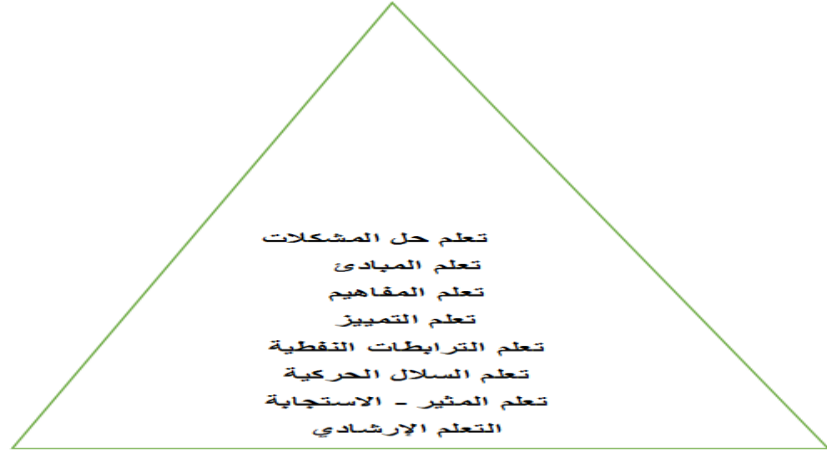 تعلم حل المشكلات
تعلم المبادئ
تعلم المفاهيم
تعلم التمييز
تعلم الترابطات اللفظية
تعلم السلال الحركية
تعلم المثير - الاستجابة
التعلم الإرشادي